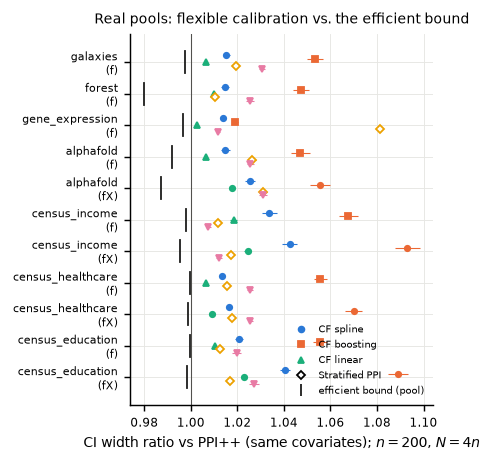 Real pools: flexible calibration vs. the efficient bound
galaxies
(f)
forest
(f)
gene_expression
(f)
alphafold
(f)
alphafold
(fX)
census_income
(f)
census_income
(fX)
census_healthcare
(f)
census_healthcare
(fX)
census_education
(f)
census_education
(fX)
CF spline
CF boosting
CF linear
Stratified PPI
efficient bound (pool)
0.98 1.00 1.02 1.04 1.06 1.08 1.10
CI width ratio vs PPI++ (same covariates); n = 200, N = 4n